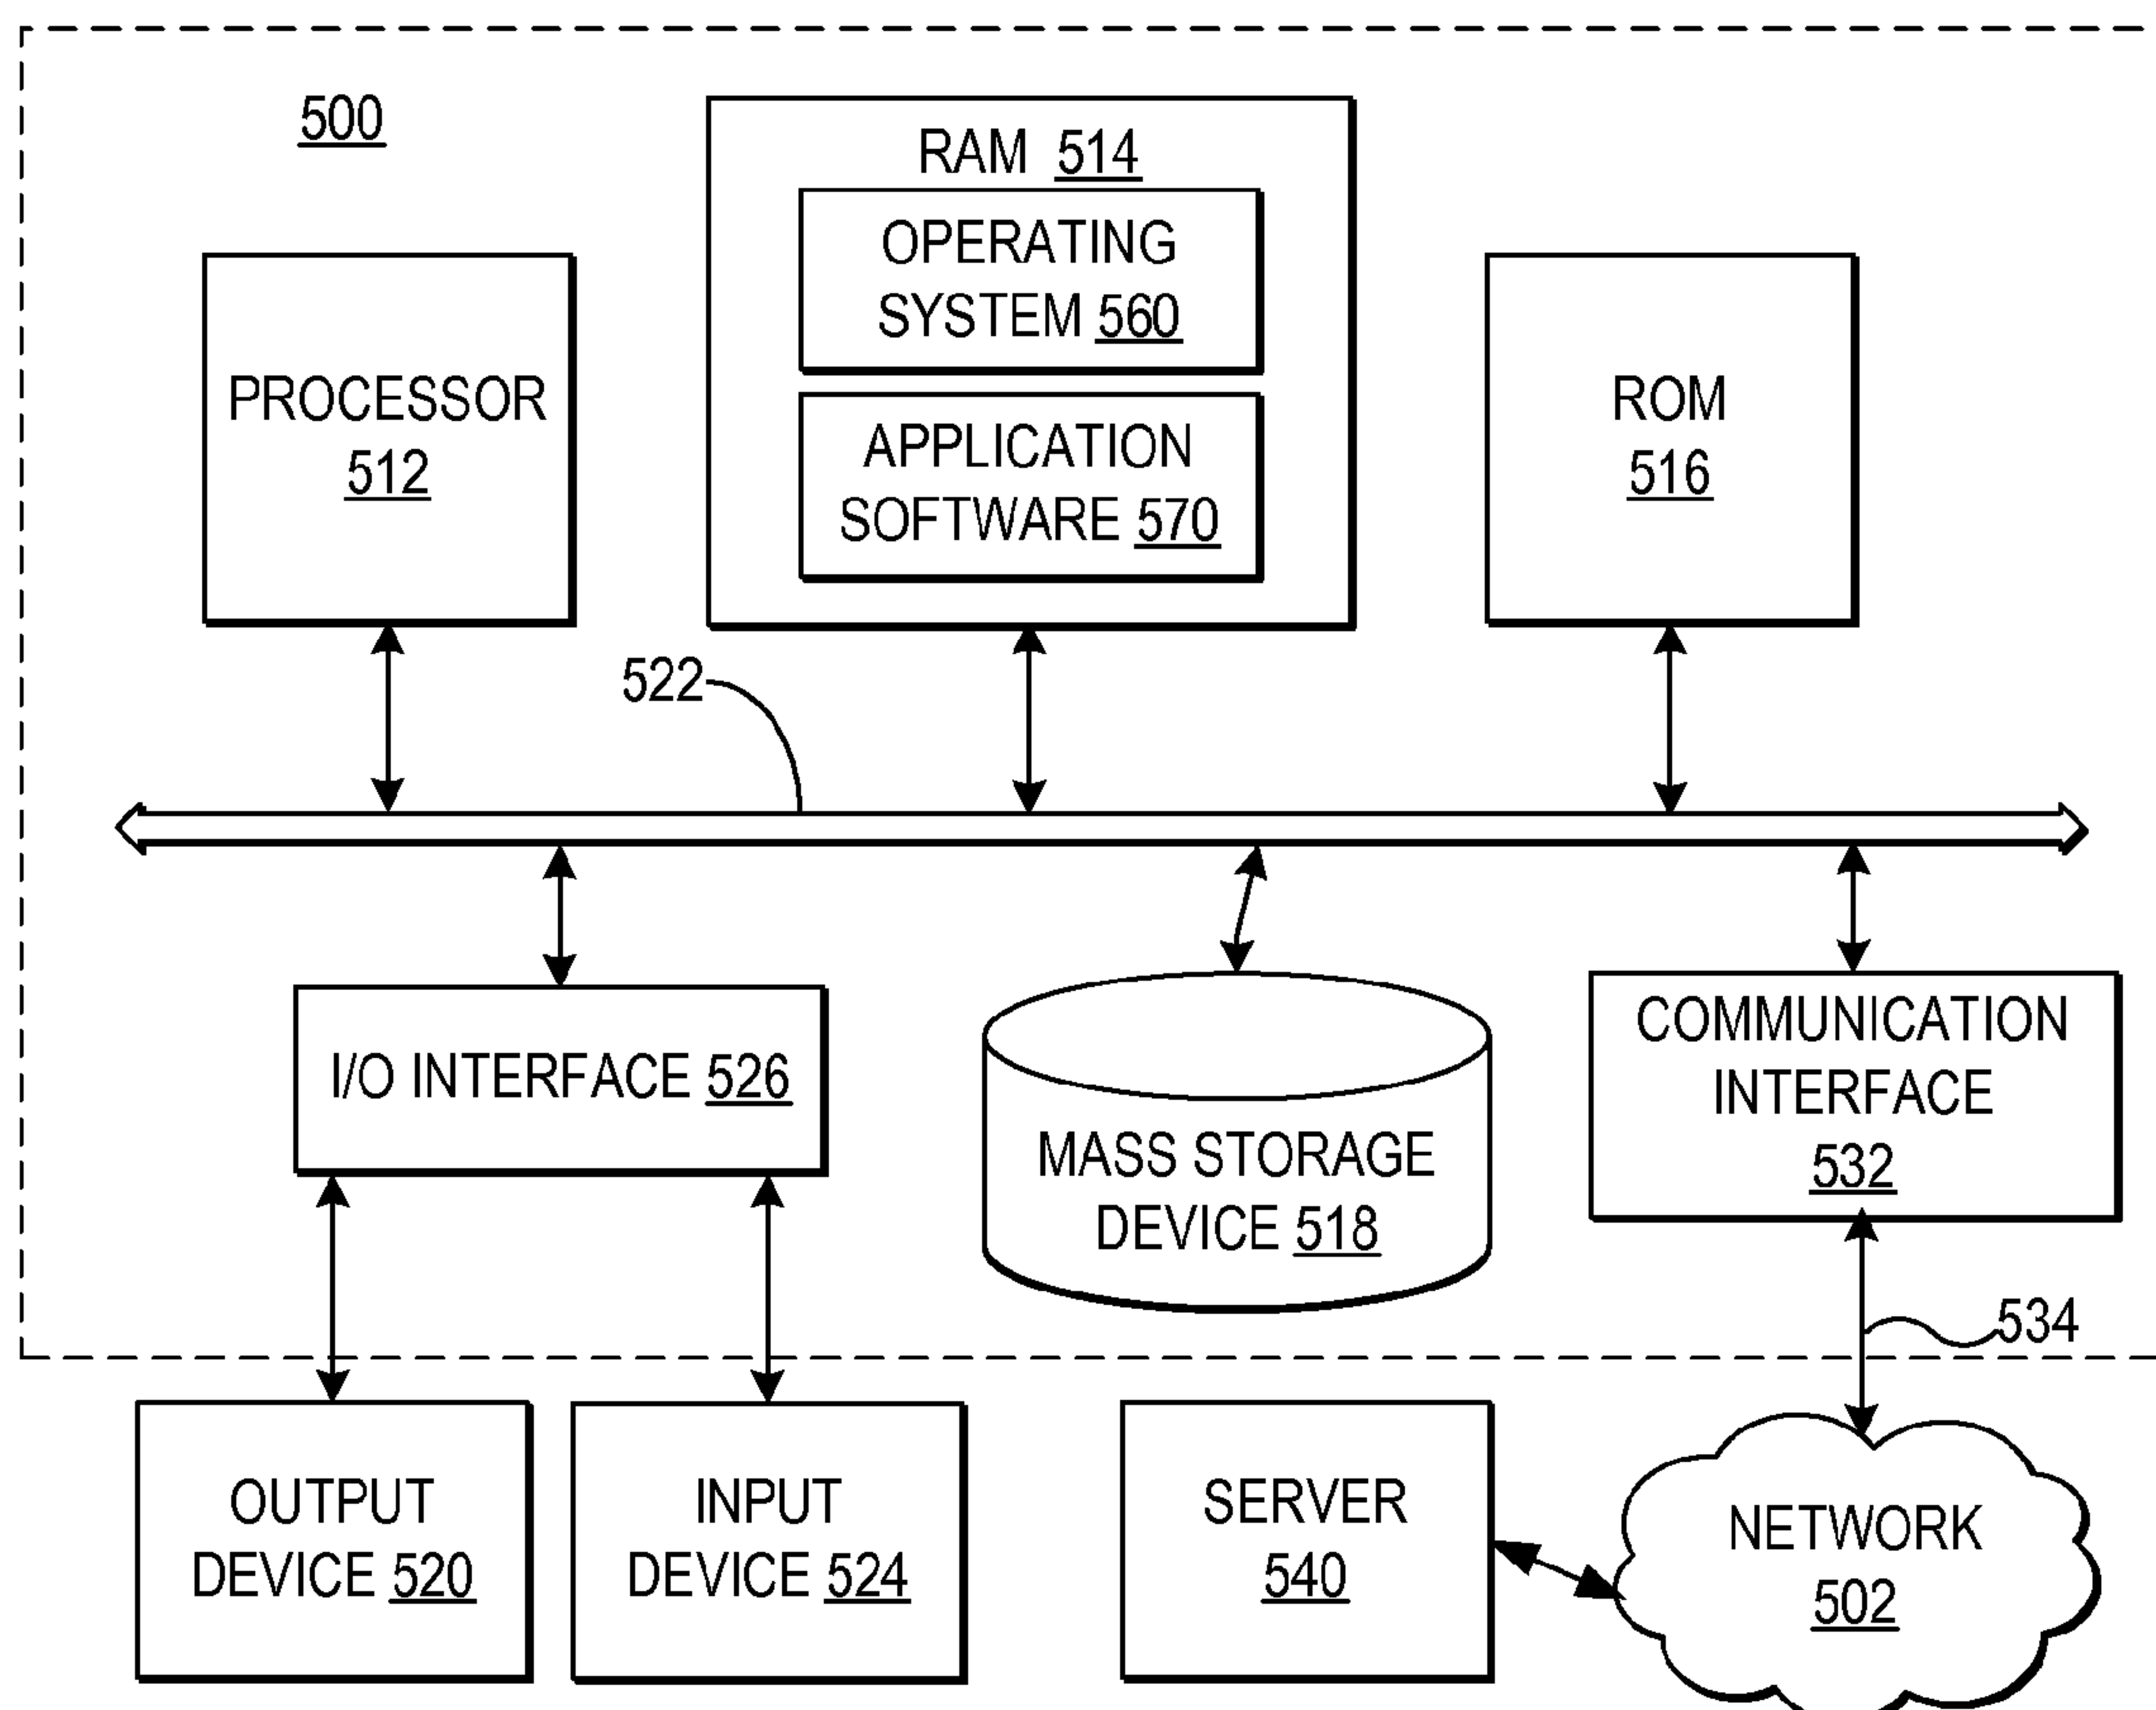 500
RAM 514
OPERATING
SYSTEM 560
APPLICATION
SOFTWARE 570
PROCESSOR
512
ROM
516
522
I/O INTERFACE 526
MASS STORAGE
DEVICE 518
COMMUNICATION
INTERFACE
532
534
OUTPUT
DEVICE 520
INPUT
DEVICE 524
SERVER
540
NETWORK
502